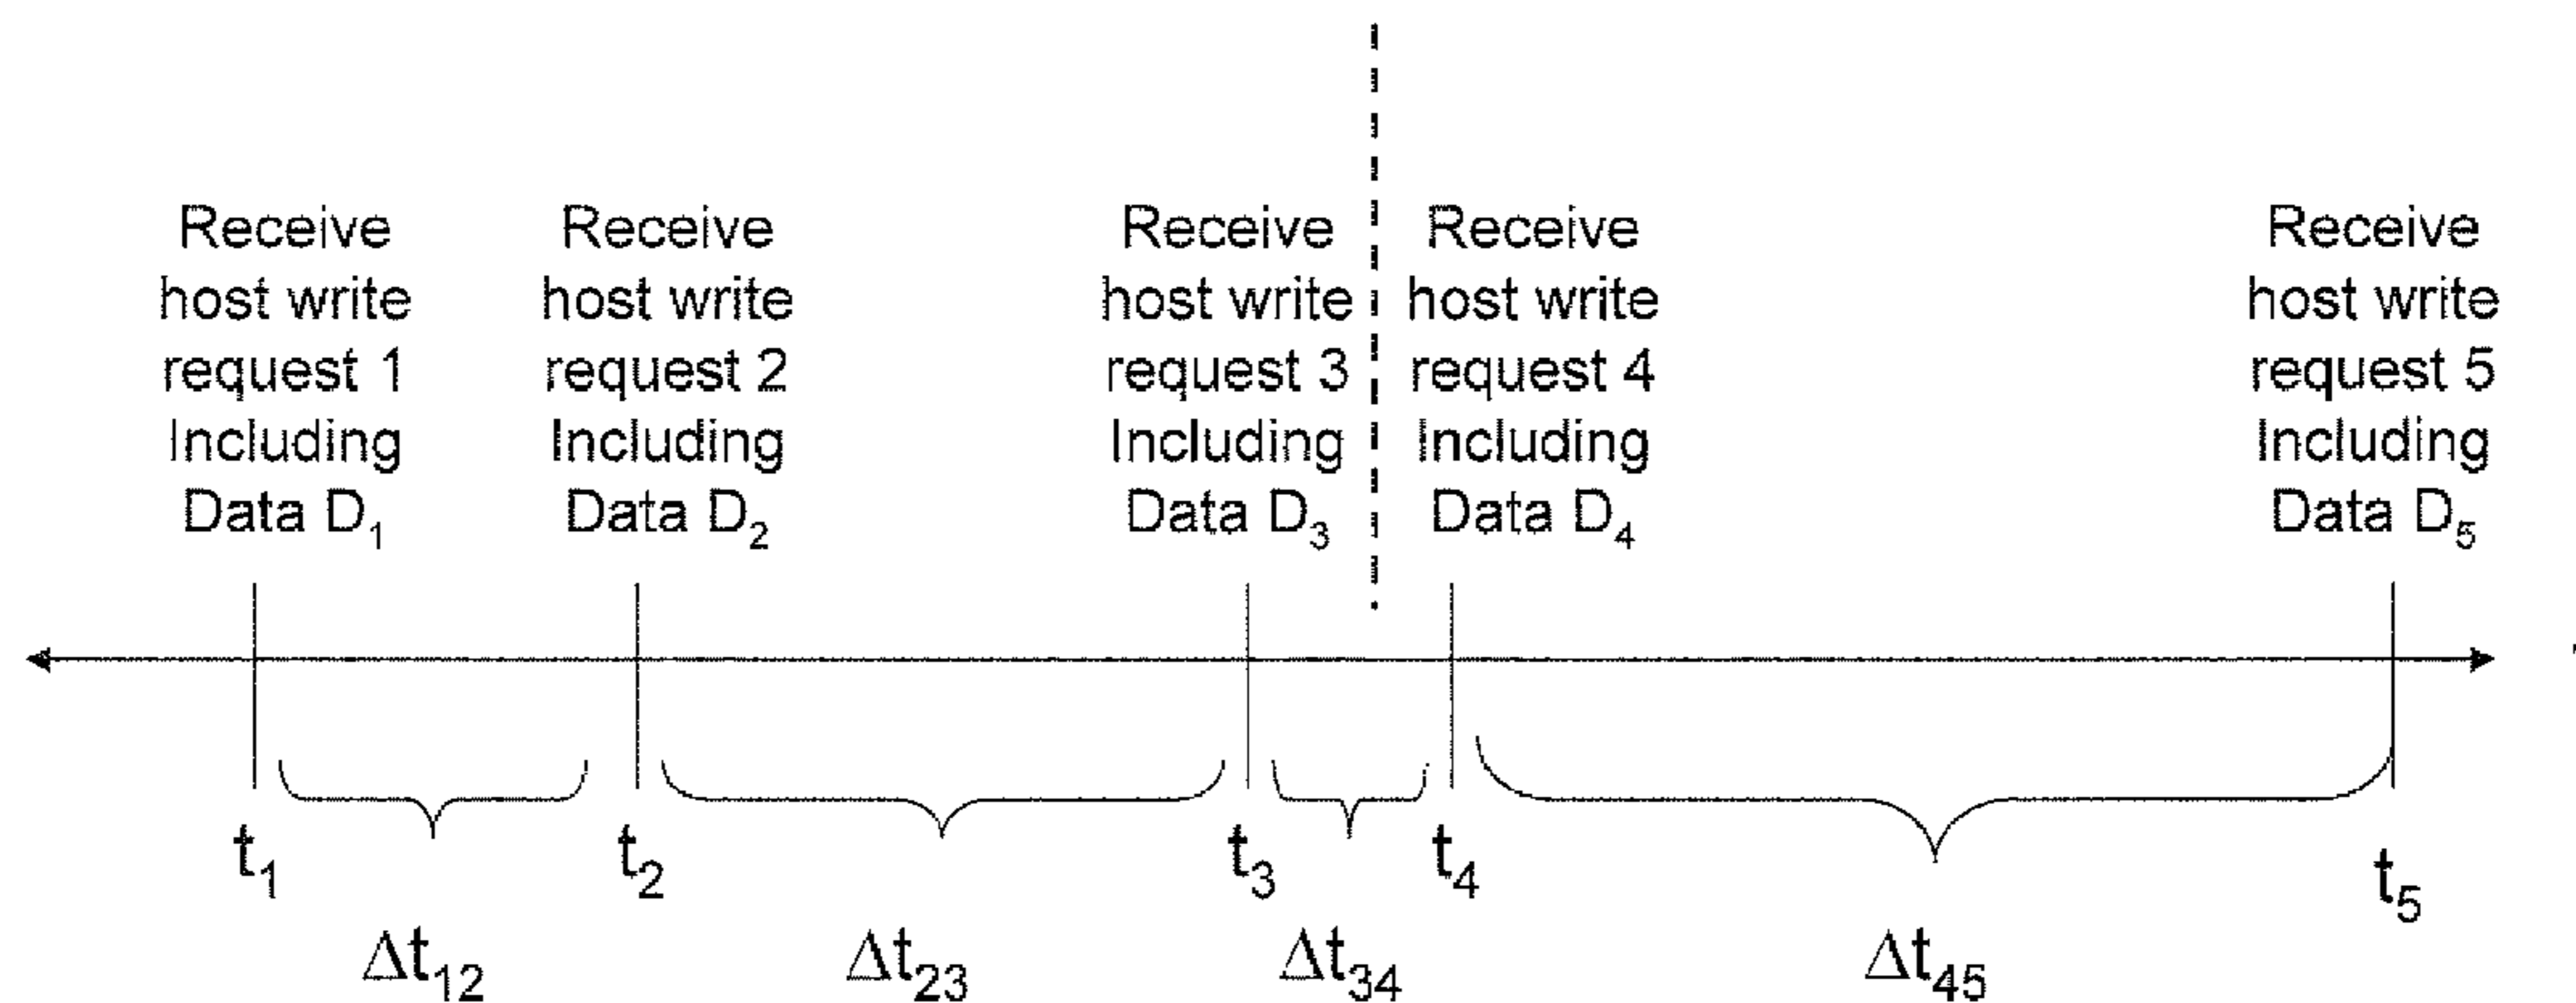 Receive
host write
request 1
Including
Data D₁
Receive
host write
request 2
Including
Data D₂
Receive
host write
request 3
Including
Data D₃
Receive
host write
request 4
Including
Data D₄
Receive
host write
request 5
Including
Data D₅
t₁
t₂
t₃
t₄
t₅
Δt₁₂
Δt₂₃
Δt₃₄
Δt₄₅